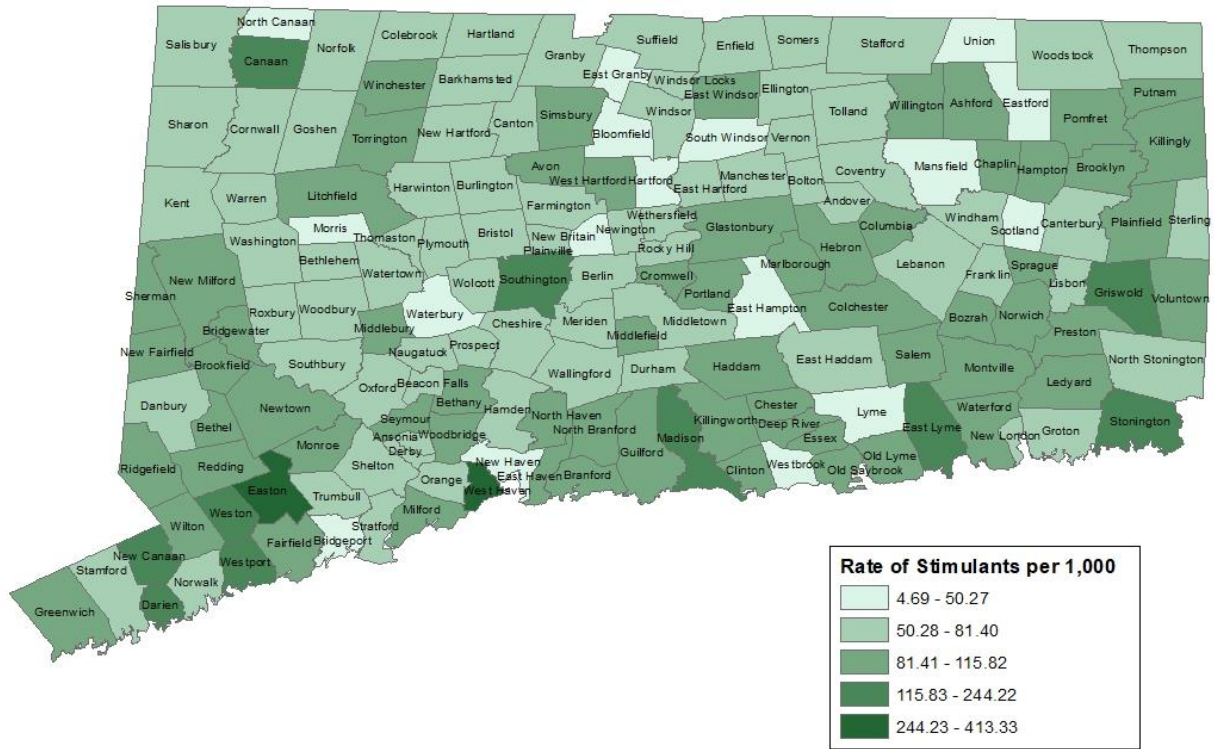 North Canaan
Salisbury
Canaan
Norfolk
Colebrook
Hartland
Granby
Suffield
Enfield
Somers
Stafford
Union
Woodstock
Thompson
Winchester
Barkhamsted
East Granby
Windsor Locks
East Windsor
Ellington
Willington
Ashford
Eastford
Putnam
Pomfret
Sharon
Cornwall
Goshen
Torrington
New Hartford
Canton
Simsbury
Bloomfield
Windsor
South Windsor
Vernon
Tolland
Killingly
Kent
Warren
Litchfield
Harwinton
Burlington
Avon
West Hartford
Hartford
East Hartford
Manchester
Bolton
Coventry
Mansfield
Chaplin
Hampton
Brooklyn
Andover
Morris
Farmington
Wethersfield
Newington
Washington
Bethlehem
Thomaston
Watertown
Plymouth
Bristol
New Britain
Plainville
Rocky Hill
Glastonbury
Hebron
Columbia
Windham
Scotland
Canterbury
Plainfield
Sterling
New Milford
Sherman
Roxbury
Woodbury
Wolcott
Southington
Berlin
Cromwell
Portland
Marlborough
Lebanon
Franklin
Sprague
Lisbon
Griswold
Voluntown
Bridgewater
Waterbury
Middlebury
Cheshire
Meriden
Middlefield
Middletown
East Hampton
Colchester
Bozrah
Norwich
Preston
New Fairfield
Brookfield
Southbury
Naugatuck
Prospect
Wallingford
Durham
Haddam
East Haddam
Salem
Montville
Ledyard
North Stonington
Danbury
Bethel
Newtown
Oxford
Beacon Falls
Bethany
Hamden
North Haven
North Branford
Seymour
Ansonia
Derby
Woodbridge
Guilford
Madison
Killingworth
Chester
Deep River
Essex
Lyme
East Lyme
Waterford
New London
Groton
Stonington
Ridgefield
Redding
Monroe
Shelton
Orange
New Haven
East Haven
West Haven
Branford
Clinton
Westbrook
Old Saybrook
Old Lyme
Easton
Trumbull
Milford
Wilton
Weston
Fairfield
Bridgeport
Stratford
New Canaan
Westport
Stamford
Norwalk
Darien
Greenwich
Rate of Stimulants per 1,000
4.69 - 50.27
50.28 - 81.40
81.41 - 115.82
115.83 - 244.22
244.23 - 413.33